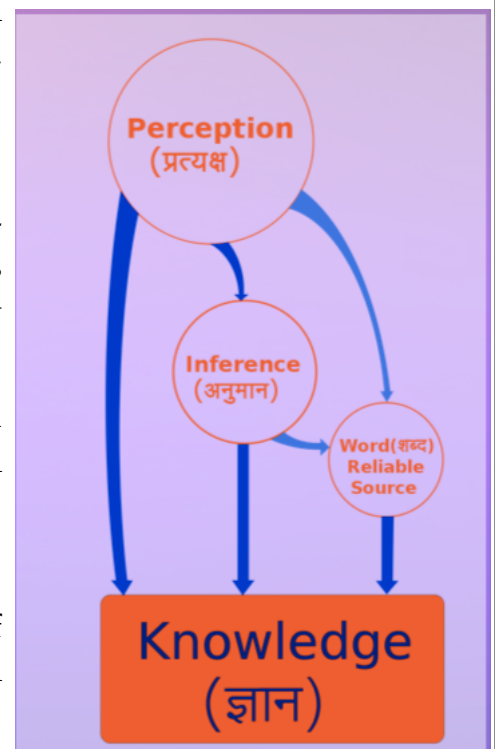 Perception
(प्रत्यक्ष)
Inference
(अनुमान)
Word(शब्द)
Reliable
Source
Knowledge
(ज्ञान)